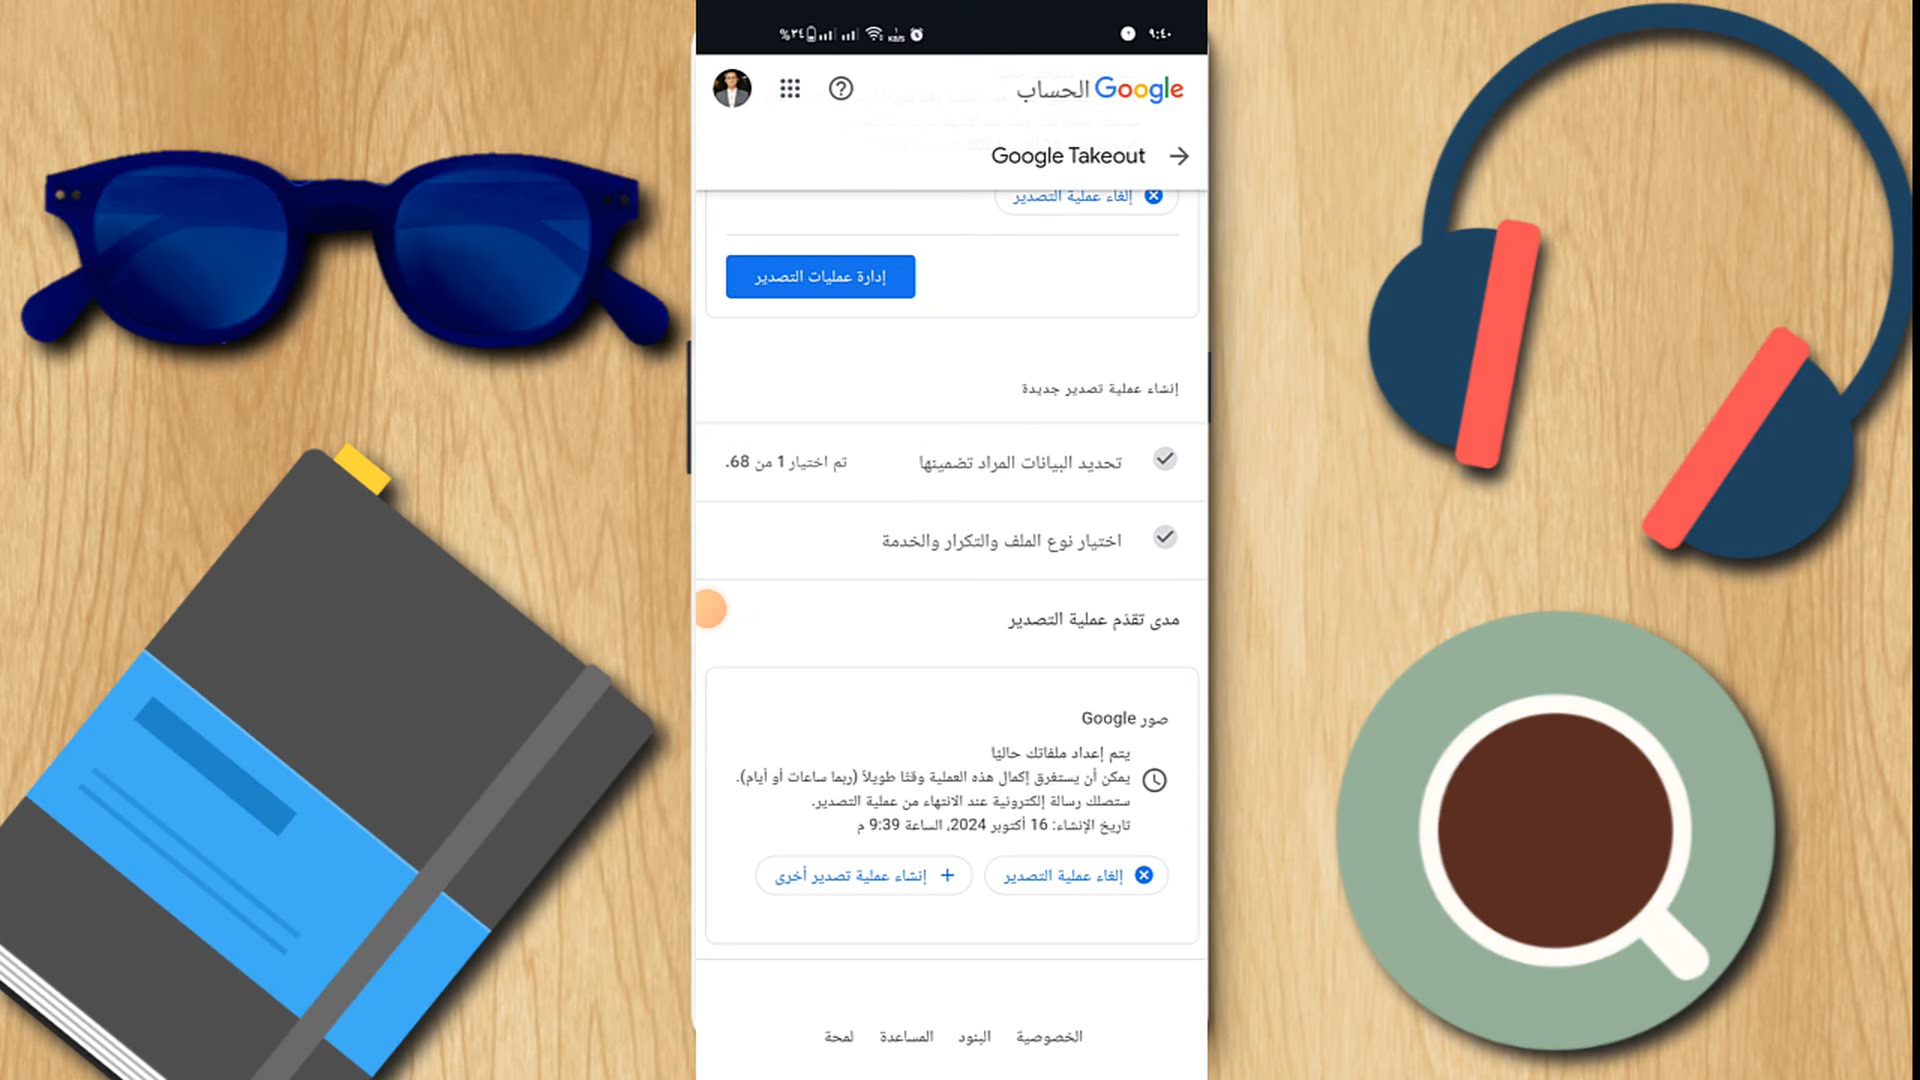 ٩:٤٠
%٣٤
KB/S
الحساب Google
Google Takeout
إلغاء عملية التصدير
إدارة عمليات التصدير
إنشاء عملية تصدير جديدة
تحديد البيانات المراد تضمينها
تم اختيار 1 من 68.
اختيار نوع الملف والتكرار والخدمة
مدى تقدّم عملية التصدير
صور Google
يتم إعداد ملفاتك حاليًا
يمكن أن يستغرق إكمال هذه العملية وقتًا طويلاً (ربما ساعات أو أيام).
ستصلك رسالة إلكترونية عند الانتهاء من عملية التصدير.
تاريخ الإنشاء: 16 أكتوبر 2024، الساعة 9:39 م
إلغاء عملية التصدير
إنشاء عملية تصدير أخرى
الخصوصية البنود المساعدة لمحة